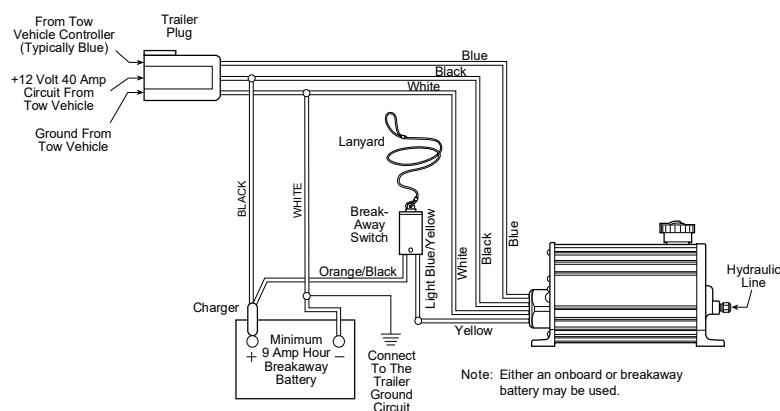 From Tow
Vehicle Controller
(Typically Blue)
Trailer
Plug
+12 Volt 40 Amp
Circuit From
Tow Vehicle
Ground From
Tow Vehicle
Blue
Black
White
Lanyard
BLACK
WHITE
Break-
Away
Switch
Light Blue/Yellow
White
Black
Blue
Orange/Black
Hydraulic
Line
Charger
Yellow
+
–
Minimum
9 Amp Hour
Breakaway
Battery
Connect
To The
Trailer
Ground
Circuit
Note: Either an onboard or breakaway
battery may be used.